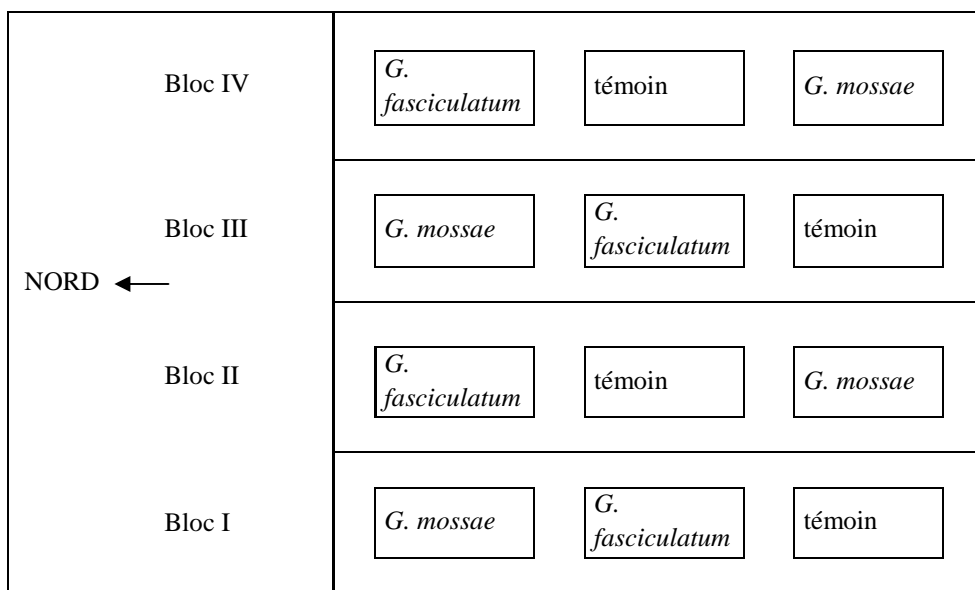 Bloc IV
G.
fasciculatum
témoin
G. mossae
Bloc III
G. mossae
G.
fasciculatum
témoin
NORD
Bloc II
G.
fasciculatum
témoin
G. mossae
Bloc I
G. mossae
G.
fasciculatum
témoin